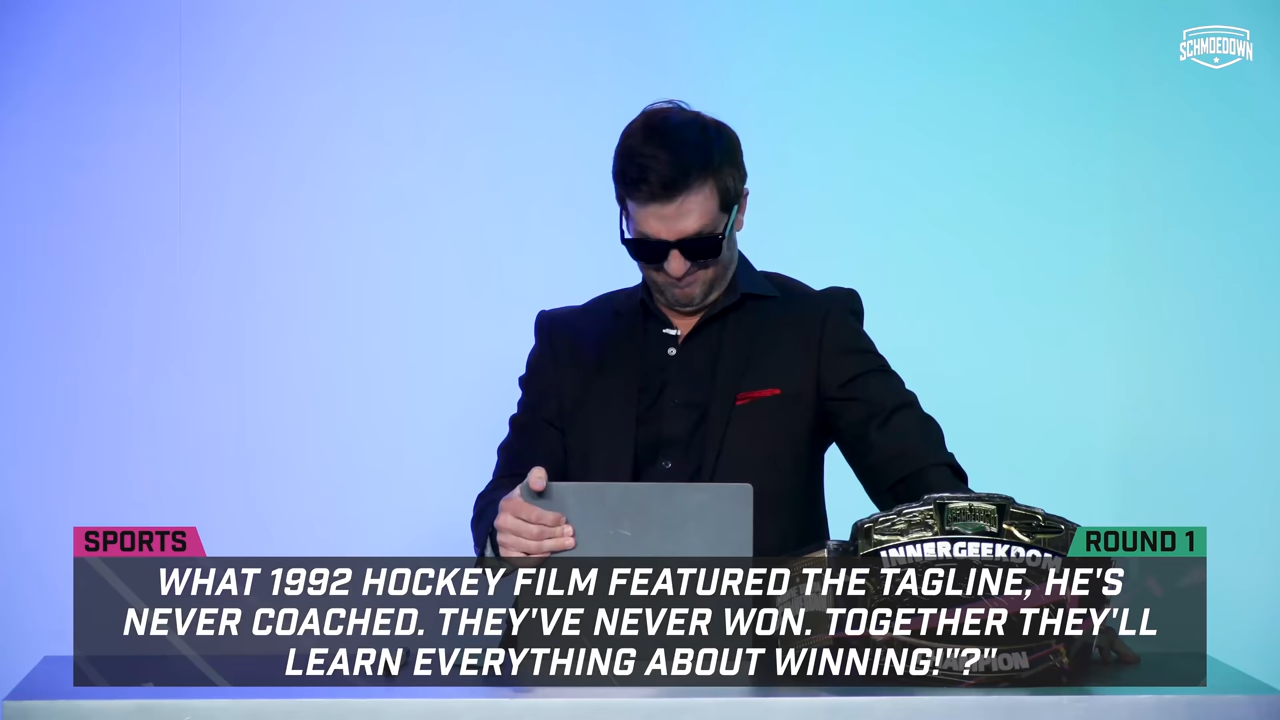 SCHMOEDOWN
SPORTS
ROUND 1
INNERGEEKDOM
WHAT 1992 HOCKEY FILM FEATURED THE TAGLINE, HE'S
NEVER COACHED. THEY'VE NEVER WON. TOGETHER THEY'LL
LEARN EVERYTHING ABOUT WINNING!"?"
CHAMPION